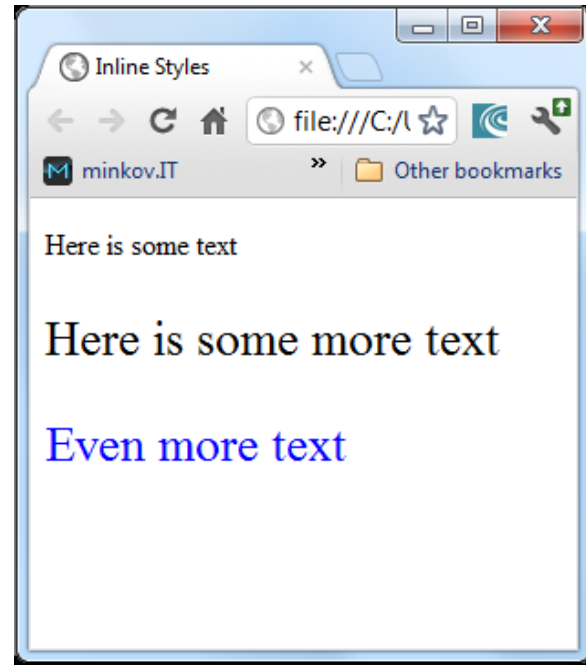 Inline Styles
file:///C:/U
minkov.IT » Other bookmarks
Here is some text
Here is some more text
Even more text